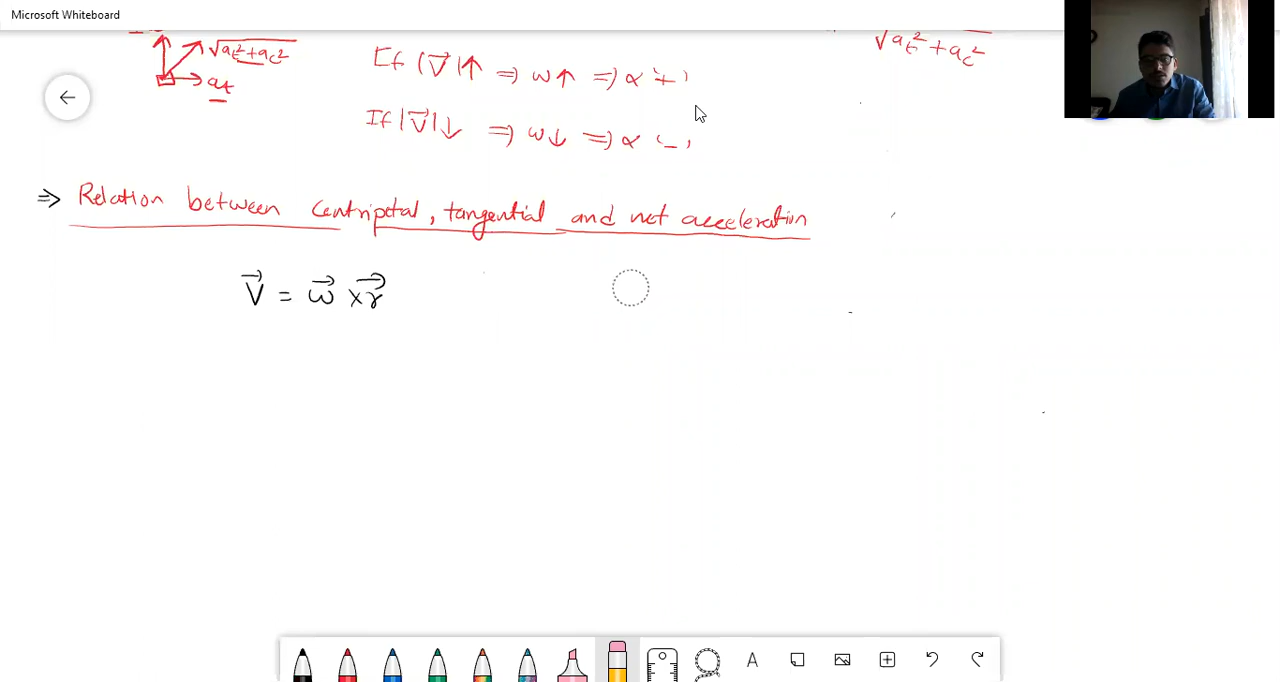 Microsoft Whiteboard
√at²+ac²
at
If |V⃗|↑ ⇒ ω↑ ⇒ α '+'
√at²+ac²
If |V⃗|↓ ⇒ ω↓ ⇒ α '-'
⇒ Relation between Centripetal, tangential and net acceleration
V⃗ = ω⃗ × r⃗
A